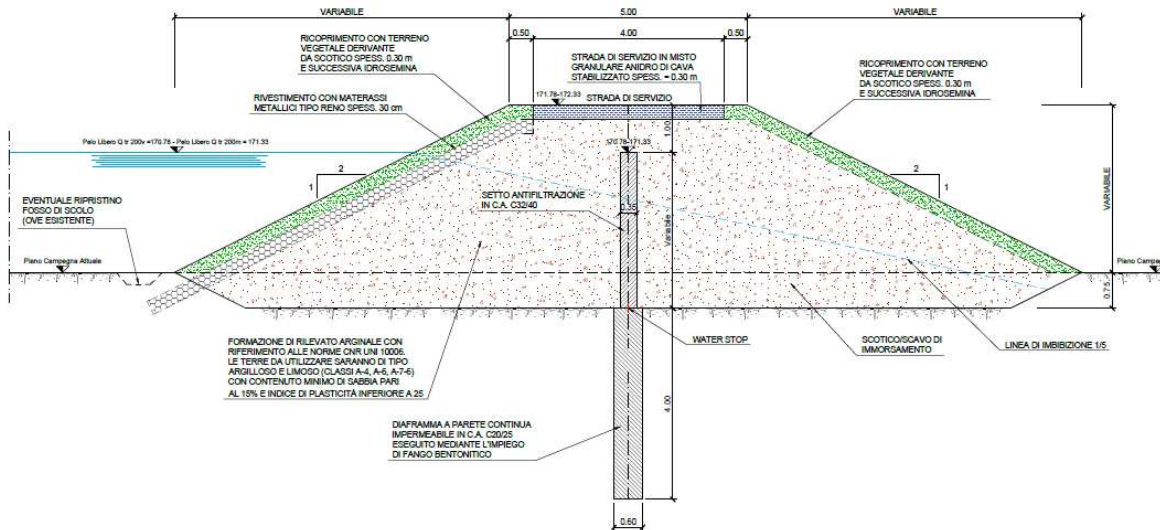 VARIABILE
5.00
VARIABILE
0.50
4.00
0.50
RICOPRIMENTO CON TERRENO
VEGETALE DERIVANTE
DA SCOTICO SPESS. 0.30 m
E SUCCESSIVA IDROSEMINA
STRADA DI SERVIZIO IN MISTO
GRANULARE ANIDRO DI CAVA
STABILIZZATO SPESS. = 0.30 m
RICOPRIMENTO CON TERRENO
VEGETALE DERIVANTE
DA SCOTICO SPESS. 0.30 m
E SUCCESSIVA IDROSEMINA
RIVESTIMENTO CON MATERASSI
METALLICI TIPO RENO SPESS. 30 cm
171.78-172.33
STRADA DI SERVIZIO
1.00
Pelo Libero Q tr 200v =170.78 - Pelo Libero Q tr 200m = 171.33
170.78-171.33
2
1
2
1
EVENTUALE RIPRISTINO
FOSSO DI SCOLO
(OVE ESISTENTE)
SETTO ANTIFILTRAZIONE
IN C.A. C32/40
0.35
Variabile
VARIABILE
Piano Campagna Attuale
Piano Campag
0.75
FORMAZIONE DI RILEVATO ARGINALE CON
RIFERIMENTO ALLE NORME CNR UNI 10006.
LE TERRE DA UTILIZZARE SARANNO DI TIPO
ARGILLOSO E LIMOSO (CLASSI A-4, A-6, A-7-6)
CON CONTENUTO MINIMO DI SABBIA PARI
AL 15% E INDICE DI PLASTICITÀ INFERIORE A 25
WATER STOP
SCOTICO/SCAVO DI
IMMORSAMENTO
LINEA DI IMBIBIZIONE 1/5
4.00
DIAFRAMMA A PARETE CONTINUA
IMPERMEABILE IN C.A. C20/25
ESEGUITO MEDIANTE L'IMPIEGO
DI FANGO BENTONITICO
0.60